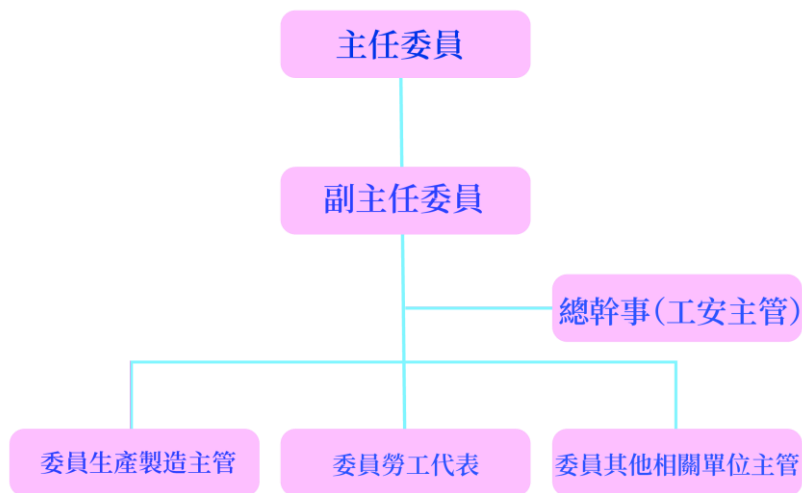 主任委員
副主任委員
總幹事(工安主管)
委員生產製造主管
委員勞工代表
委員其他相關單位主管